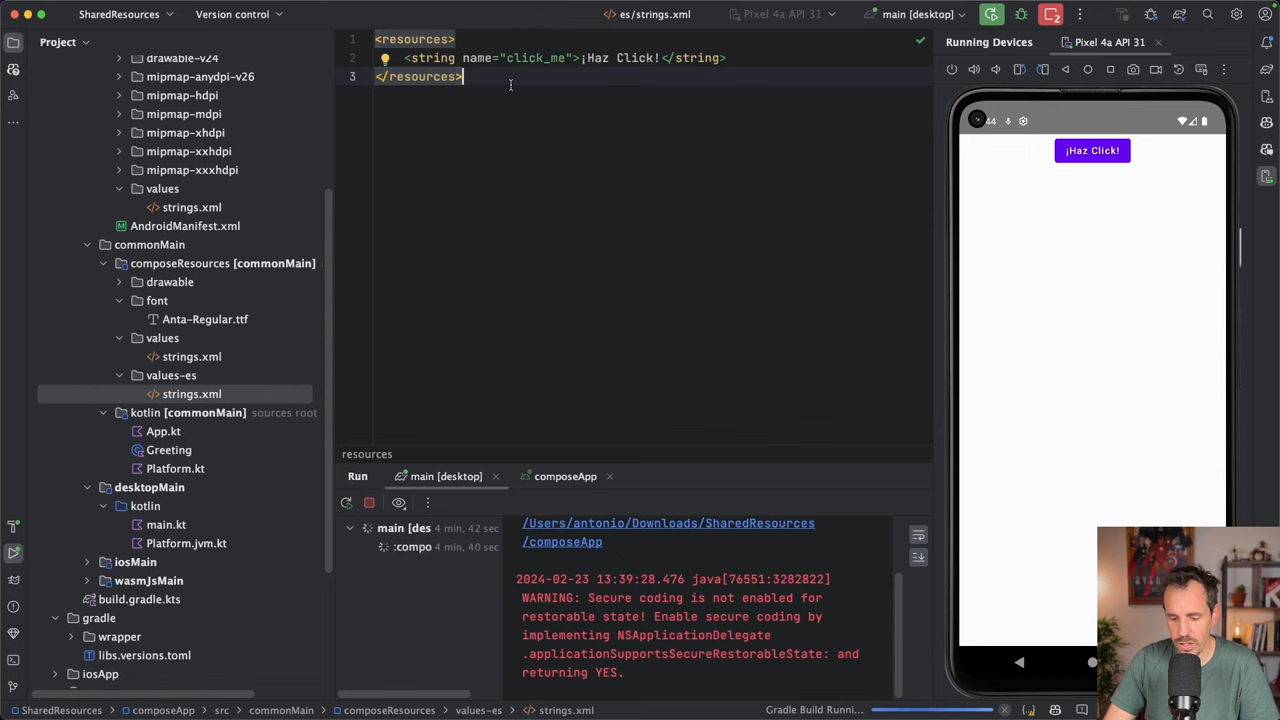 SharedResources
Version control
es/strings.xml
Pixel 4a API 31
main [desktop]
2
Project
drawable-v24
mipmap-anydpi-v26
mipmap-hdpi
mipmap-mdpi
mipmap-xhdpi
mipmap-xxhdpi
mipmap-xxxhdpi
values
strings.xml
AndroidManifest.xml
commonMain
composeResources [commonMain]
drawable
font
Anta-Regular.ttf
values
strings.xml
values-es
strings.xml
kotlin [commonMain] sources root
App.kt
Greeting
Platform.kt
desktopMain
kotlin
main.kt
Platform.jvm.kt
iosMain
wasmJsMain
build.gradle.kts
gradle
wrapper
libs.versions.toml
iosApp
1 <resources>
2 <string name="click_me">¡Haz Click!</string>
3 </resources>
resources
Run
main [desktop]
composeApp
main [des 4 min, 42 sec
:compo 4 min, 40 sec
/Users/antonio/Downloads/SharedResources
/composeApp
2024-02-23 13:39:28.476 java[76551:3282822]
WARNING: Secure coding is not enabled for
restorable state! Enable secure coding by
implementing NSApplicationDelegate
.applicationSupportsSecureRestorableState: and
returning YES.
Running Devices
Pixel 4a API 31
44
¡Haz Click!
SharedResources > composeApp > src > commonMain > composeResources > values-es > strings.xml
Gradle Build Runni...